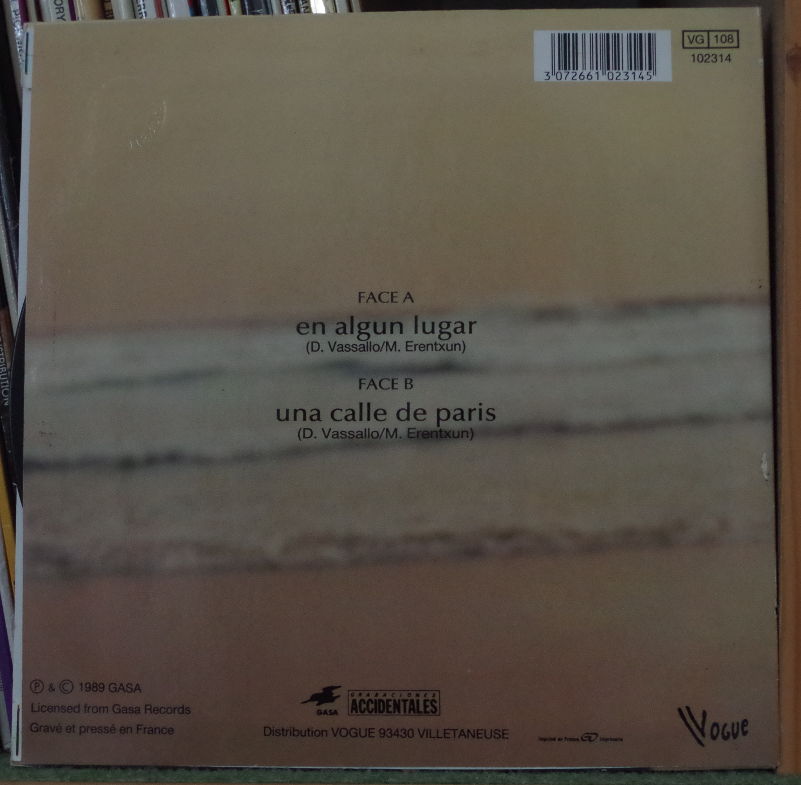 VG 108
3 072661 023145
102314
FACE A
en algun lugar
(D. Vassallo/M. Erentxun)
FACE B
una calle de paris
(D. Vassallo/M. Erentxun)
Ⓟ & © 1989 GASA
Licensed from Gasa Records
Gravé et pressé en France
GASA
GRABACIONES
ACCIDENTALES
Distribution VOGUE 93430 VILLETANEUSE
VOGUE